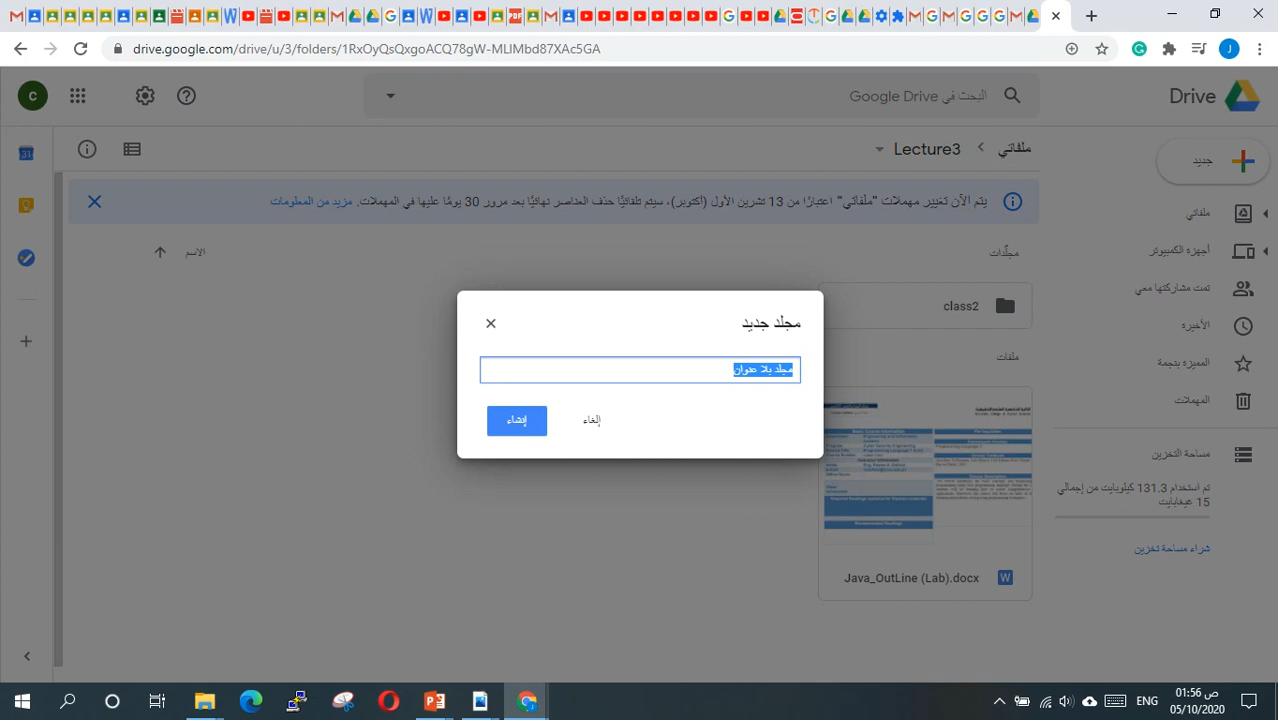 drive.google.com/drive/u/3/folders/1RxOyQsQxgoACQ78gW-MLIMbd87XAc5GA
J
Drive
البحث في Google Drive
C
جديد
ملفاتي
Lecture3
يتم الآن تغيير مهملات "ملفاتي" اعتبارًا من 13 تشرين الأول (أكتوبر)، سيتم تلقائيًا حذف العناصر نهائيًا بعد مرور 30 يومًا عليها في المهملات. مزيد من المعلومات
ملفاتي
أجهزة الكمبيوتر
تمت مشاركتها معي
الأخيرة
المميزة بنجمة
المهملات
مساحة التخزين
تم استخدام 131.3 كيلوبايت من إجمالي
15 غيغابايت
شراء مساحة تخزين
مجلّدات
الاسم
class2
ملفات
Java_OutLine (Lab).docx
مجلد جديد
مجلد بلا عنوان
إلغاء
إنشاء
ENG
01:56 ص
05/10/2020